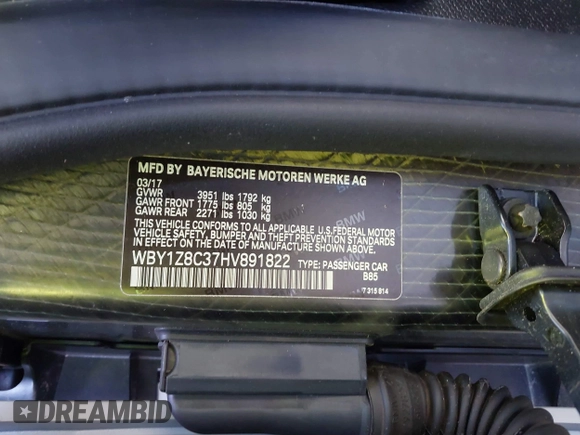 MFD BY BAYERISCHE MOTOREN WERKE AG
03/17
GVWR 3951 lbs 1792 kg
GAWR FRONT 1775 lbs 805 kg
GAWR REAR 2271 lbs 1030 kg
THIS VEHICLE CONFORMS TO ALL APPLICABLE U.S.FEDERAL MOTOR
VEHICLE SAFETY, BUMPER AND THEFT PREVENTION STANDARDS
IN EFFECT ON THE DATE OF MANUFACTURE SHOWN ABOVE.
WBY1Z8C37HV891822 TYPE: PASSENGER CAR
B85
7 315 814
DREAMBID